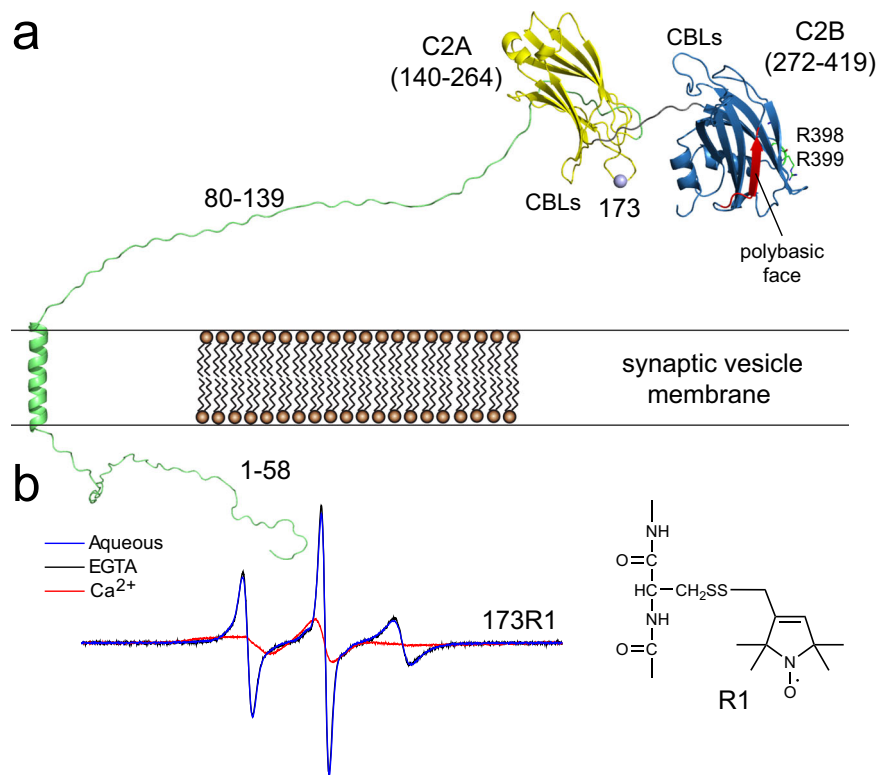 a
C2A
(140-264)
CBLs
C2B
(272-419)
R398
R399
80-139
CBLs
173
polybasic
face
synaptic vesicle
membrane
1-58
b
Aqueous
EGTA
Ca2+
173R1
NH
O=C
HC-CH2SS
NH
O=C
N
O·
R1